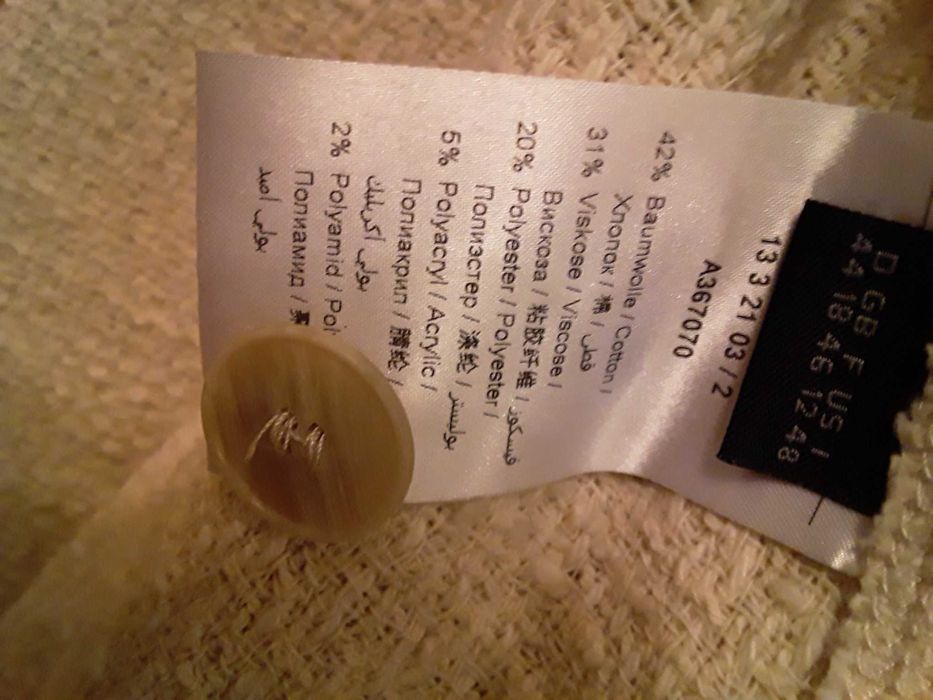 D GB F US I
44 18 46 12 48
13 3 21 03 / 2
A367070
42% Baumwolle / Cotton /
Хлопок / 棉 / قطن
31% Viskose / Viscose /
Вискоза / 粘胶纤维 / فيسكوز
20% Polyester / Polyester /
Полиэстер / 涤纶 / بوليستر
5% Polyacryl / Acrylic /
Полиакрил / 腈纶 /
بولي أكريليك
2% Polyamid /
Полиамид /
بولي اميد